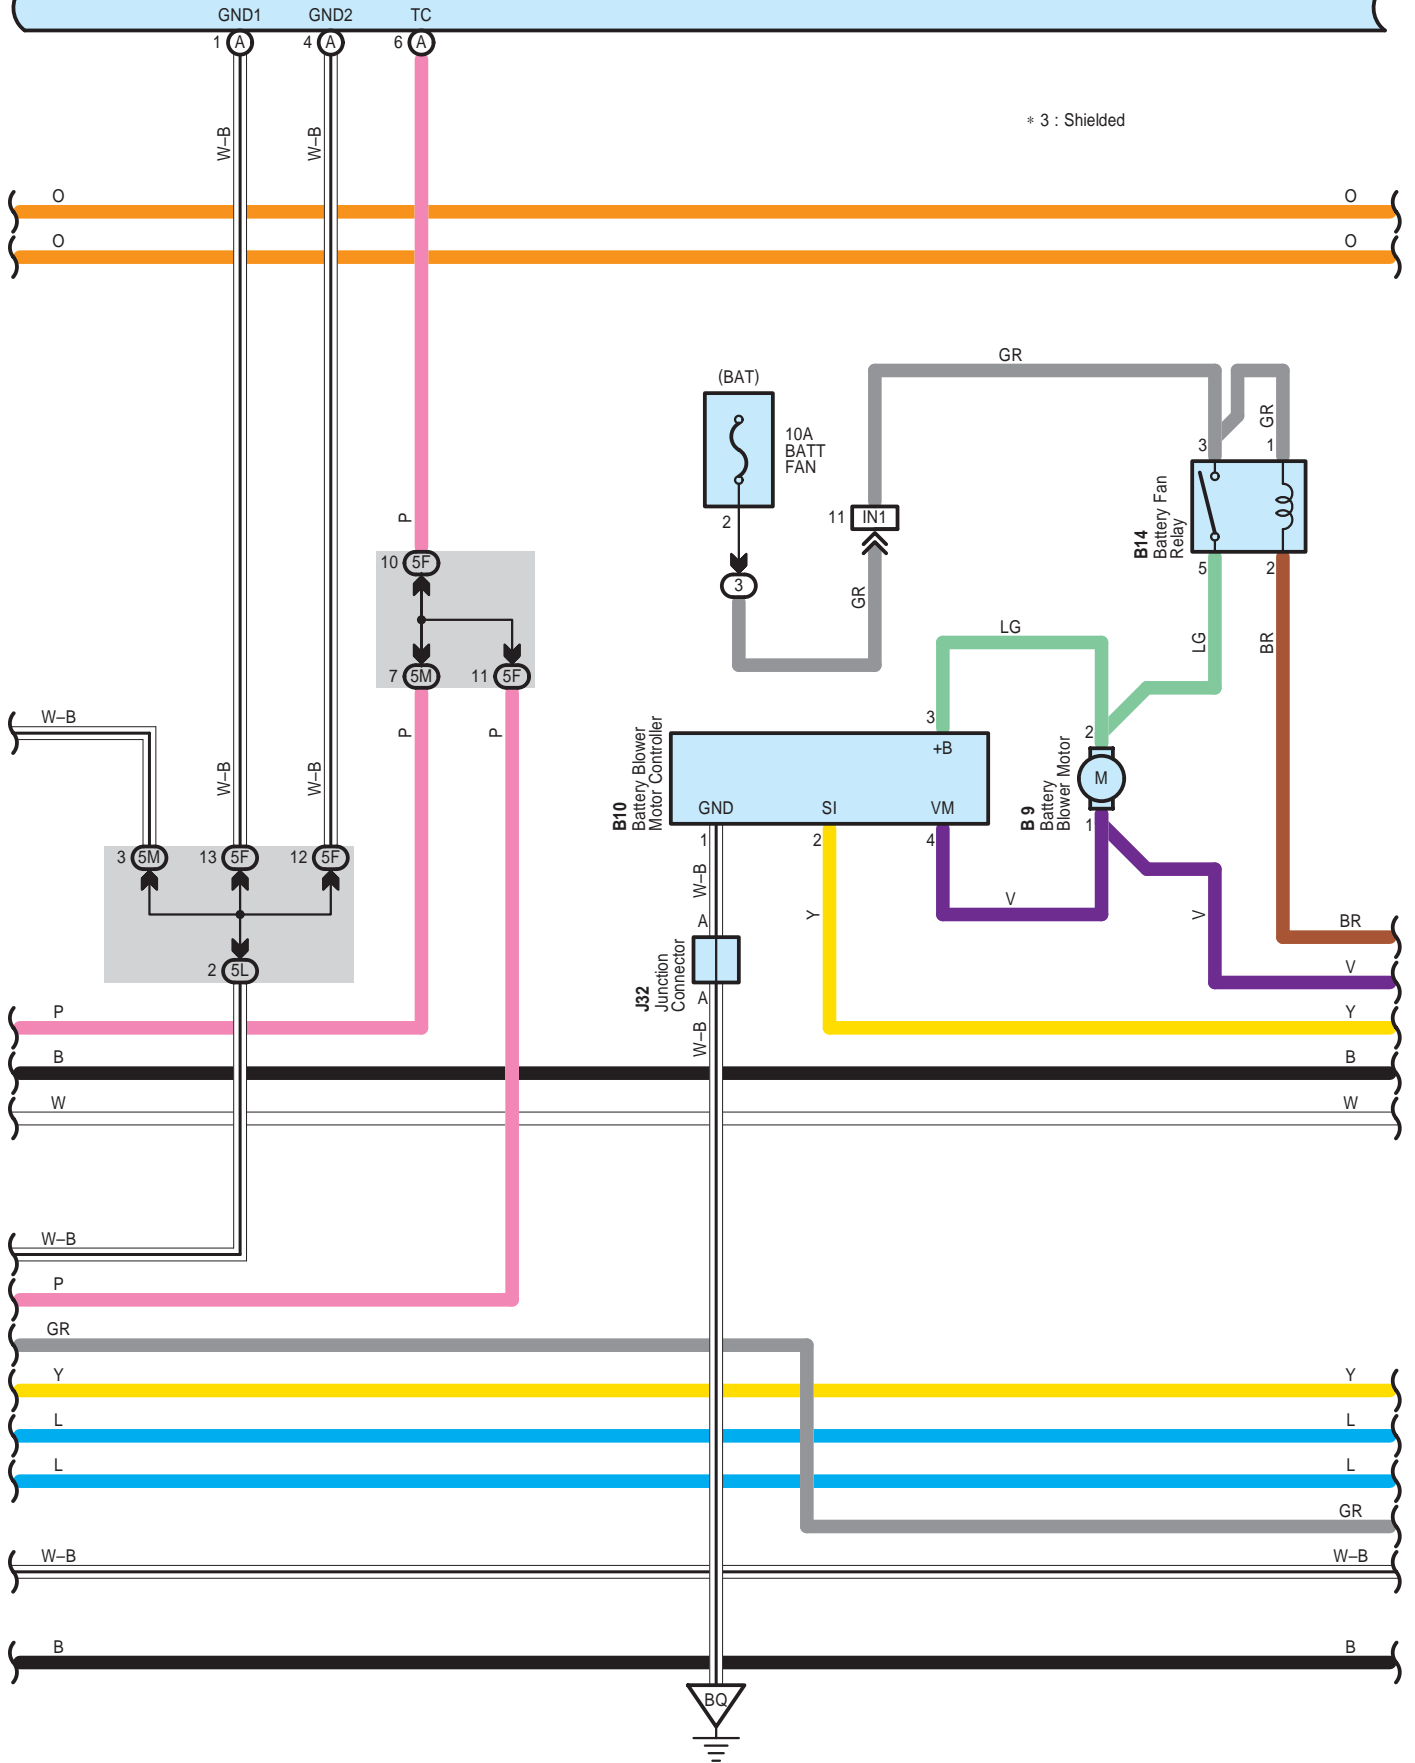 GND1 GND2 TC
1 A 4 A 6 A
* 3 : Shielded
W–B W–B
O O
O O
GR
(BAT)
10A
BATT
FAN
GR
3 1
2
11 IN1
P
B14
Battery Fan
Relay
10 5F
3
5 2
GR
LG
LG BR
7 5M 11 5F
W–B
P P
3
2
+B
B10
Battery Blower
Motor Controller
B 9
Battery
Blower Motor
M
W–B W–B
GND SI VM
1 2 4
1
3 5M 13 5F 12 5F
W–B
V
Y
V
A
BR
J32
Junction
Connector
2 5L
V
A
P Y
W–B
B B
W W
W–B
P
GR
Y Y
L L
L L
GR
W–B W–B
B B
BQ